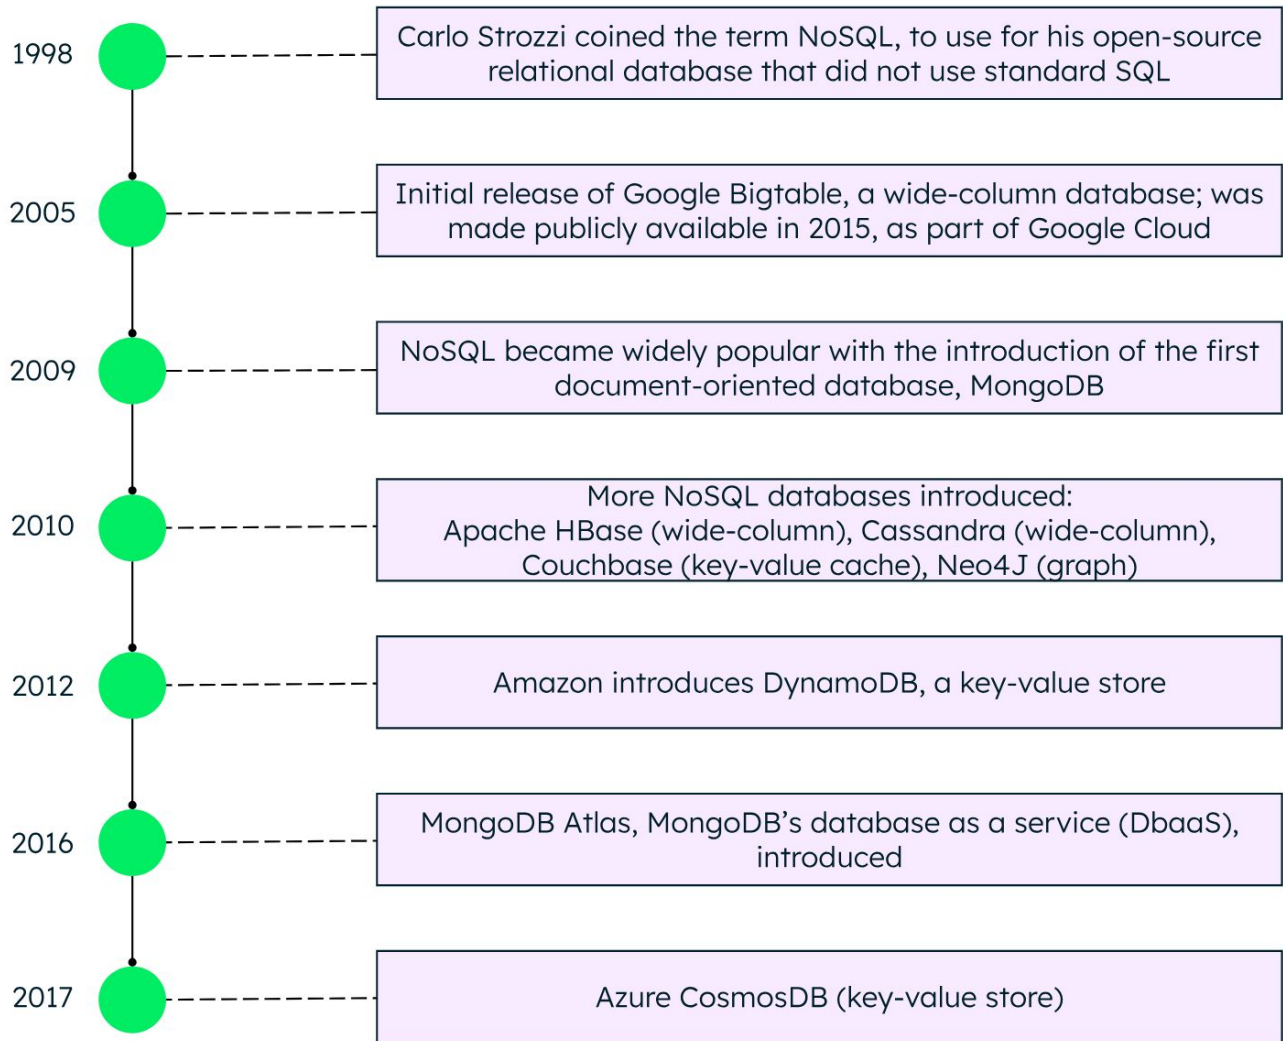 1998
Carlo Strozzi coined the term NoSQL, to use for his open-source
relational database that did not use standard SQL
2005
Initial release of Google Bigtable, a wide-column database; was
made publicly available in 2015, as part of Google Cloud
2009
NoSQL became widely popular with the introduction of the first
document-oriented database, MongoDB
2010
More NoSQL databases introduced:
Apache HBase (wide-column), Cassandra (wide-column),
Couchbase (key-value cache), Neo4J (graph)
2012
Amazon introduces DynamoDB, a key-value store
2016
MongoDB Atlas, MongoDB’s database as a service (DbaaS),
introduced
2017
Azure CosmosDB (key-value store)